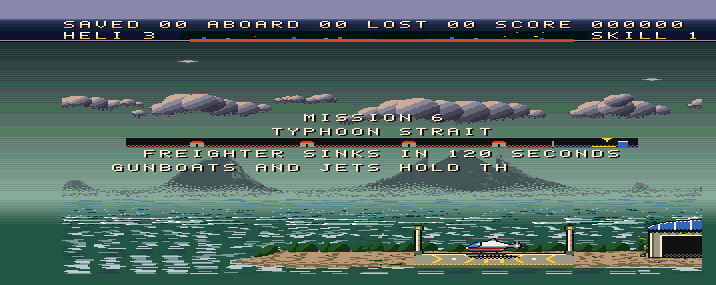 SAVED 00 ABOARD 00 LOST 00 SCORE 000000
HELI 3 SKILL 1
MISSION 6
TYPHOON STRAIT
FREIGHTER SINKS IN 120 SECONDS
GUNBOATS AND JETS HOLD TH